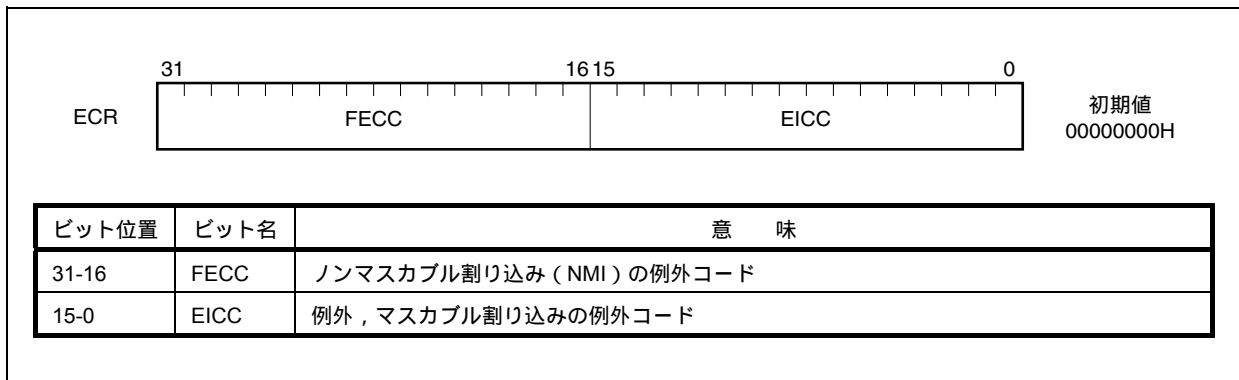 31 16 15 0
ECR FECC EICC 初期値
00000000H
ビット位置 ビット名 意 味
31-16 FECC ノンマスカブル割り込み（NMI）の例外コード
15-0 EICC 例外，マスカブル割り込みの例外コード